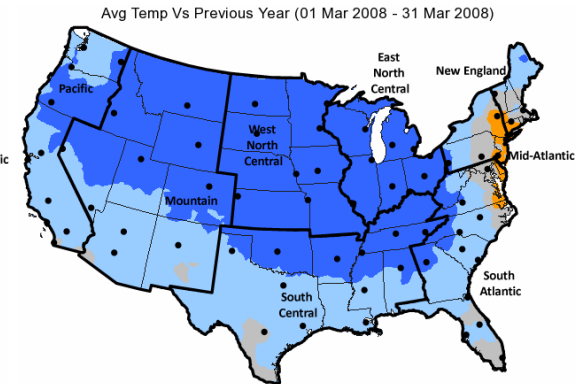 Avg Temp Vs Previous Year (01 Mar 2008 - 31 Mar 2008)
East
North
Central
New England
Pacific
West
North
Central
ic
Mid-Atlantic
Mountain
South
Atlantic
South
Central